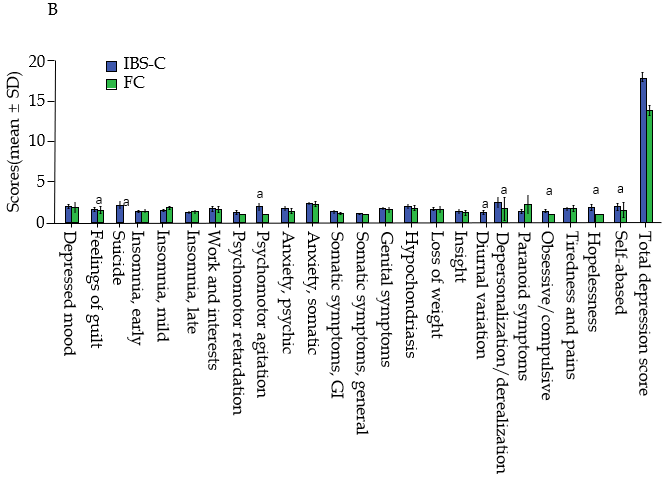 B
IBS-C
FC
Scores(mean ± SD)
20
15
10
5
0
a
a
a
a
a
a
a
a
Depressed mood
Feelings of guilt
Suicide
Insomnia, early
Insomnia, mild
Insomnia, late
Work and interests
Psychomotor retardation
Psychomotor agitation
Anxiety, psychic
Anxiety, somatic
Somatic symptoms, GI
Somatic symptoms, general
Genital symptoms
Hypochondriasis
Loss of weight
Insight
Diurnal variation
Depersonalization/derealization
Paranoid symptoms
Obsessive/compulsive
Tiredness and pains
Hopelessness
Self-abased
Total depression score